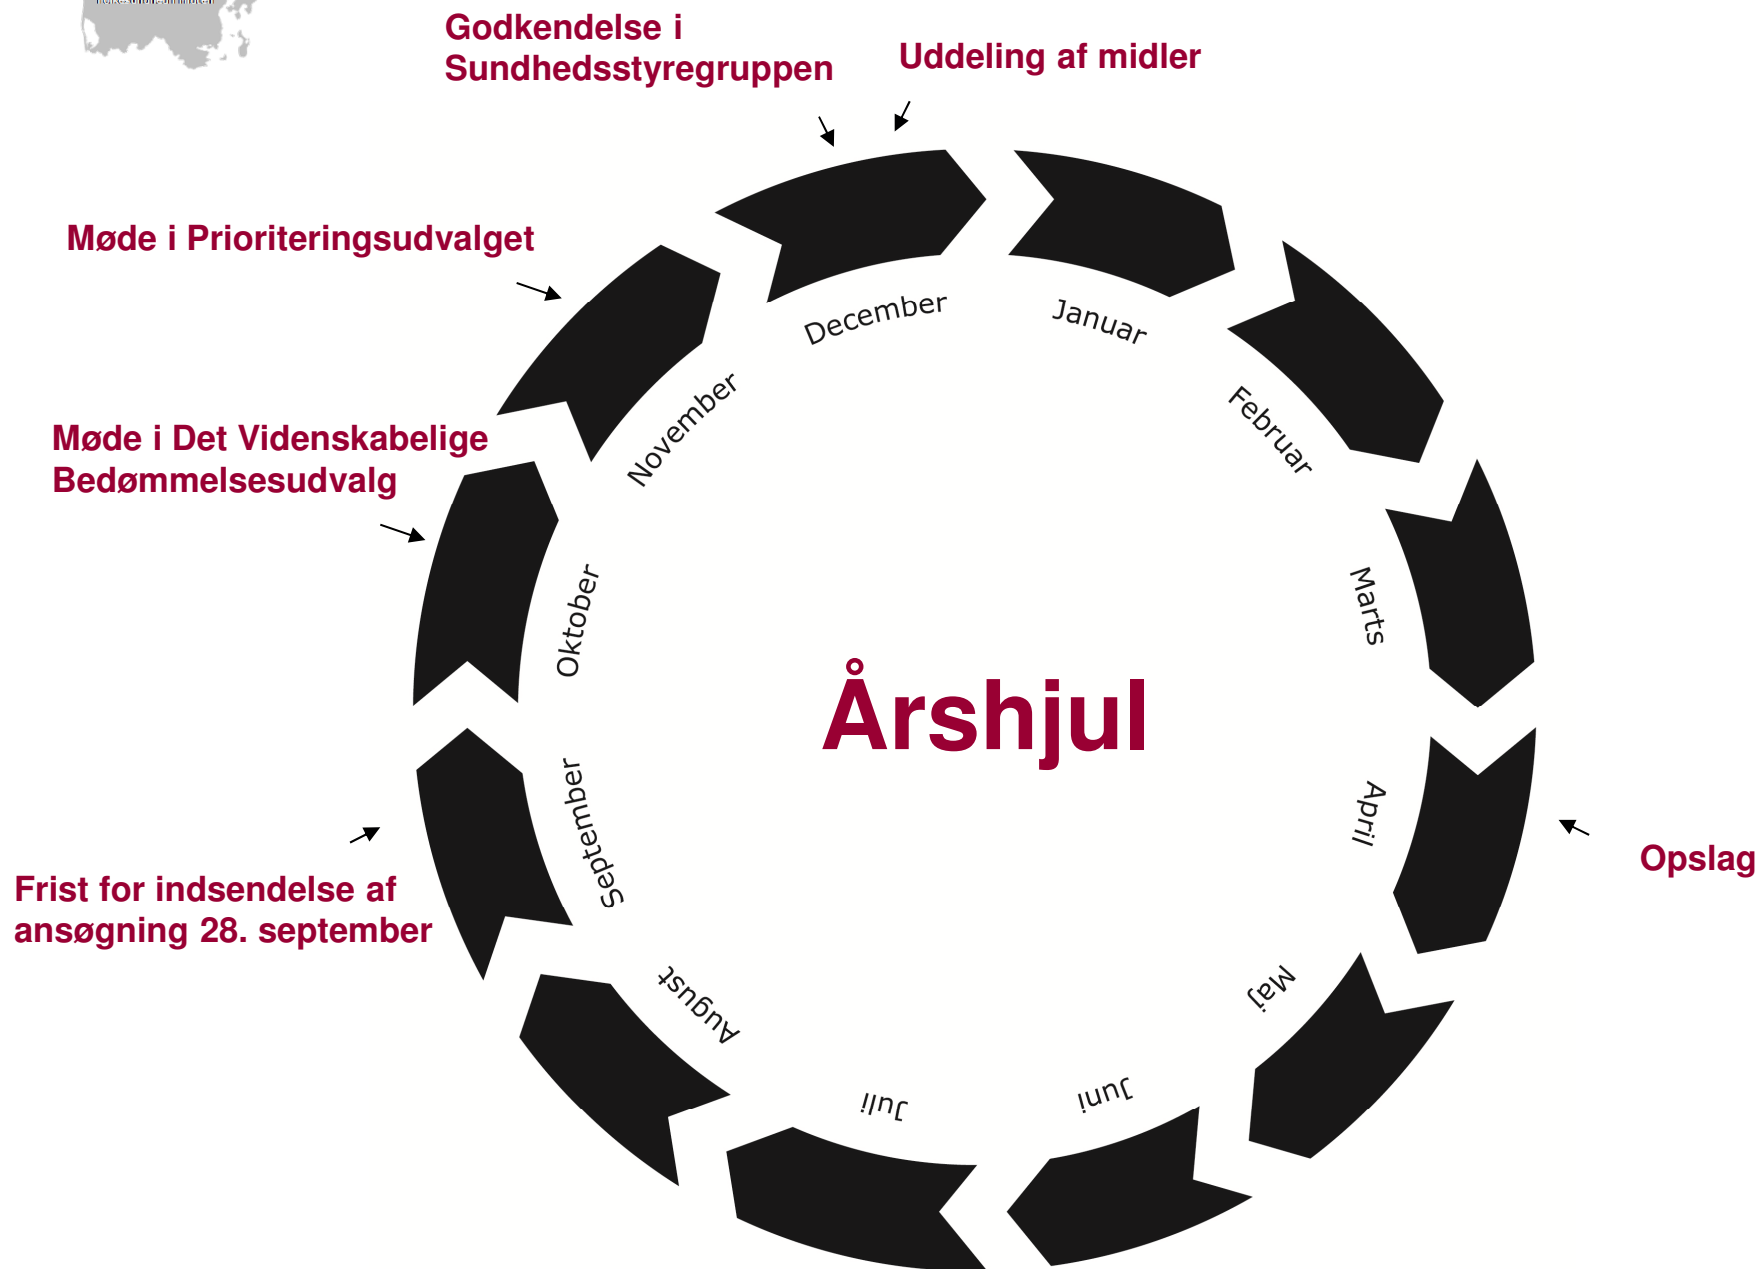 Godkendelse i
Sundhedsstyregruppen
Uddeling af midler
Møde i Prioriteringsudvalget
Møde i Det Videnskabelige
Bedømmelsesudvalg
Frist for indsendelse af
ansøgning 28. september
Opslag
Årshjul
Januar
Februar
Marts
April
Maj
Juni
Juli
August
September
Oktober
November
December